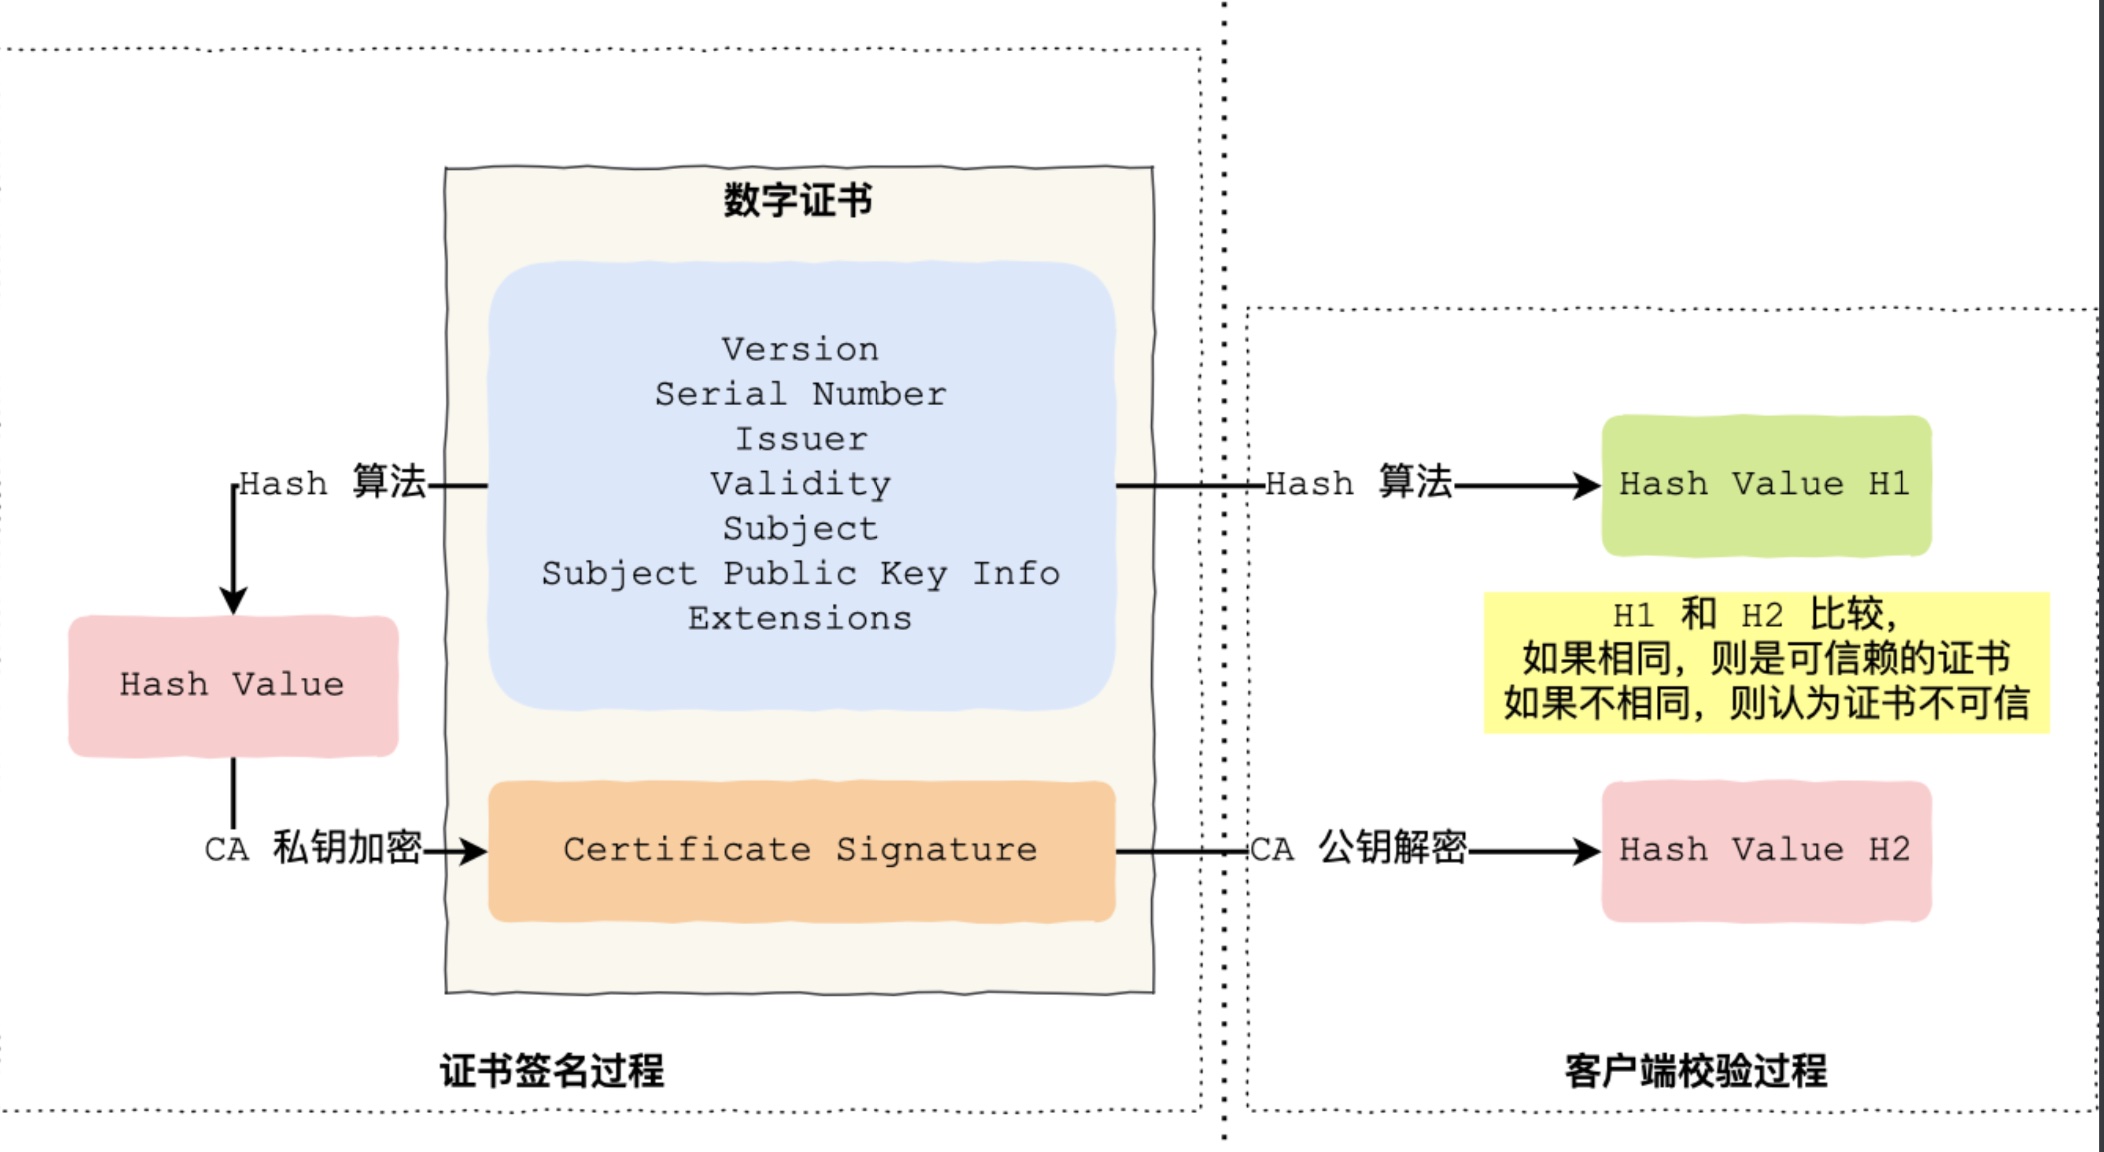 数字证书
Version
Serial Number
Issuer
Validity
Subject
Subject Public Key Info
Extensions
Hash 算法
Hash Value
CA 私钥加密
Certificate Signature
证书签名过程
Hash 算法
Hash Value H1
H1 和 H2 比较，
如果相同，则是可信赖的证书
如果不相同，则认为证书不可信
CA 公钥解密
Hash Value H2
客户端校验过程